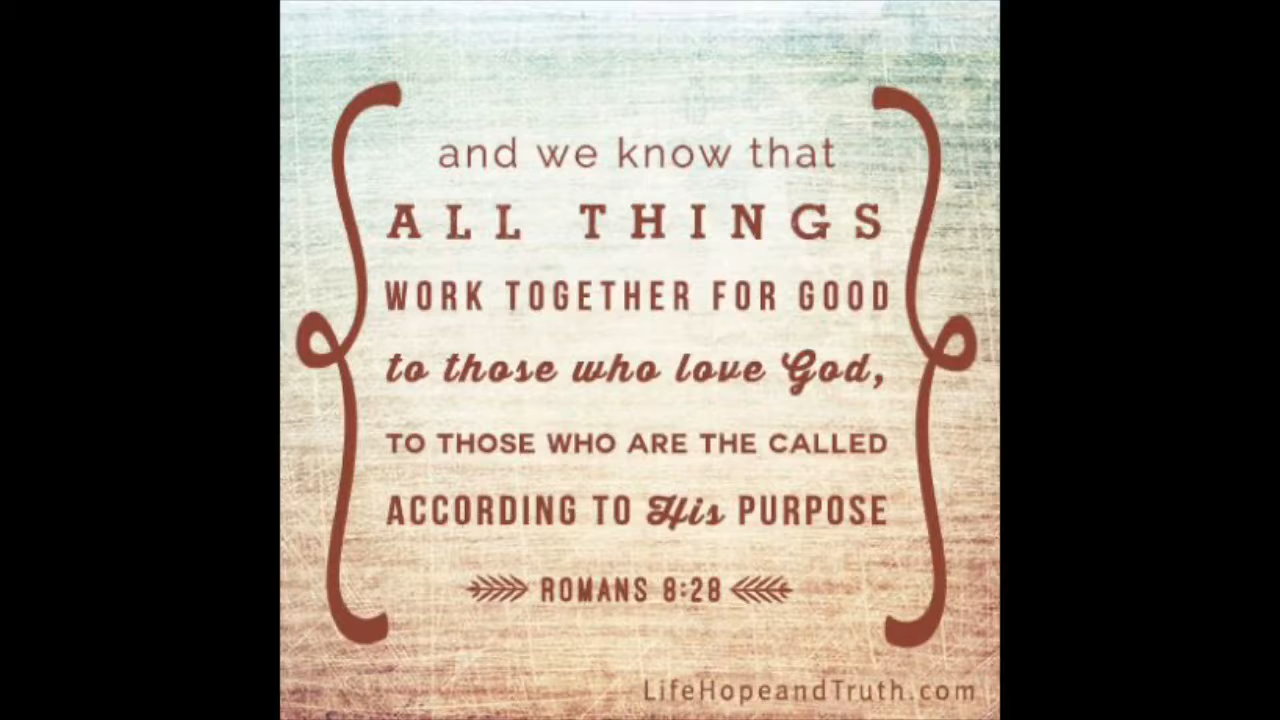 and we know that
ALL THINGS
WORK TOGETHER FOR GOOD
to those who love God,
TO THOSE WHO ARE THE CALLED
ACCORDING TO His PURPOSE
ROMANS 8:28
LifeHopeandTruth.com